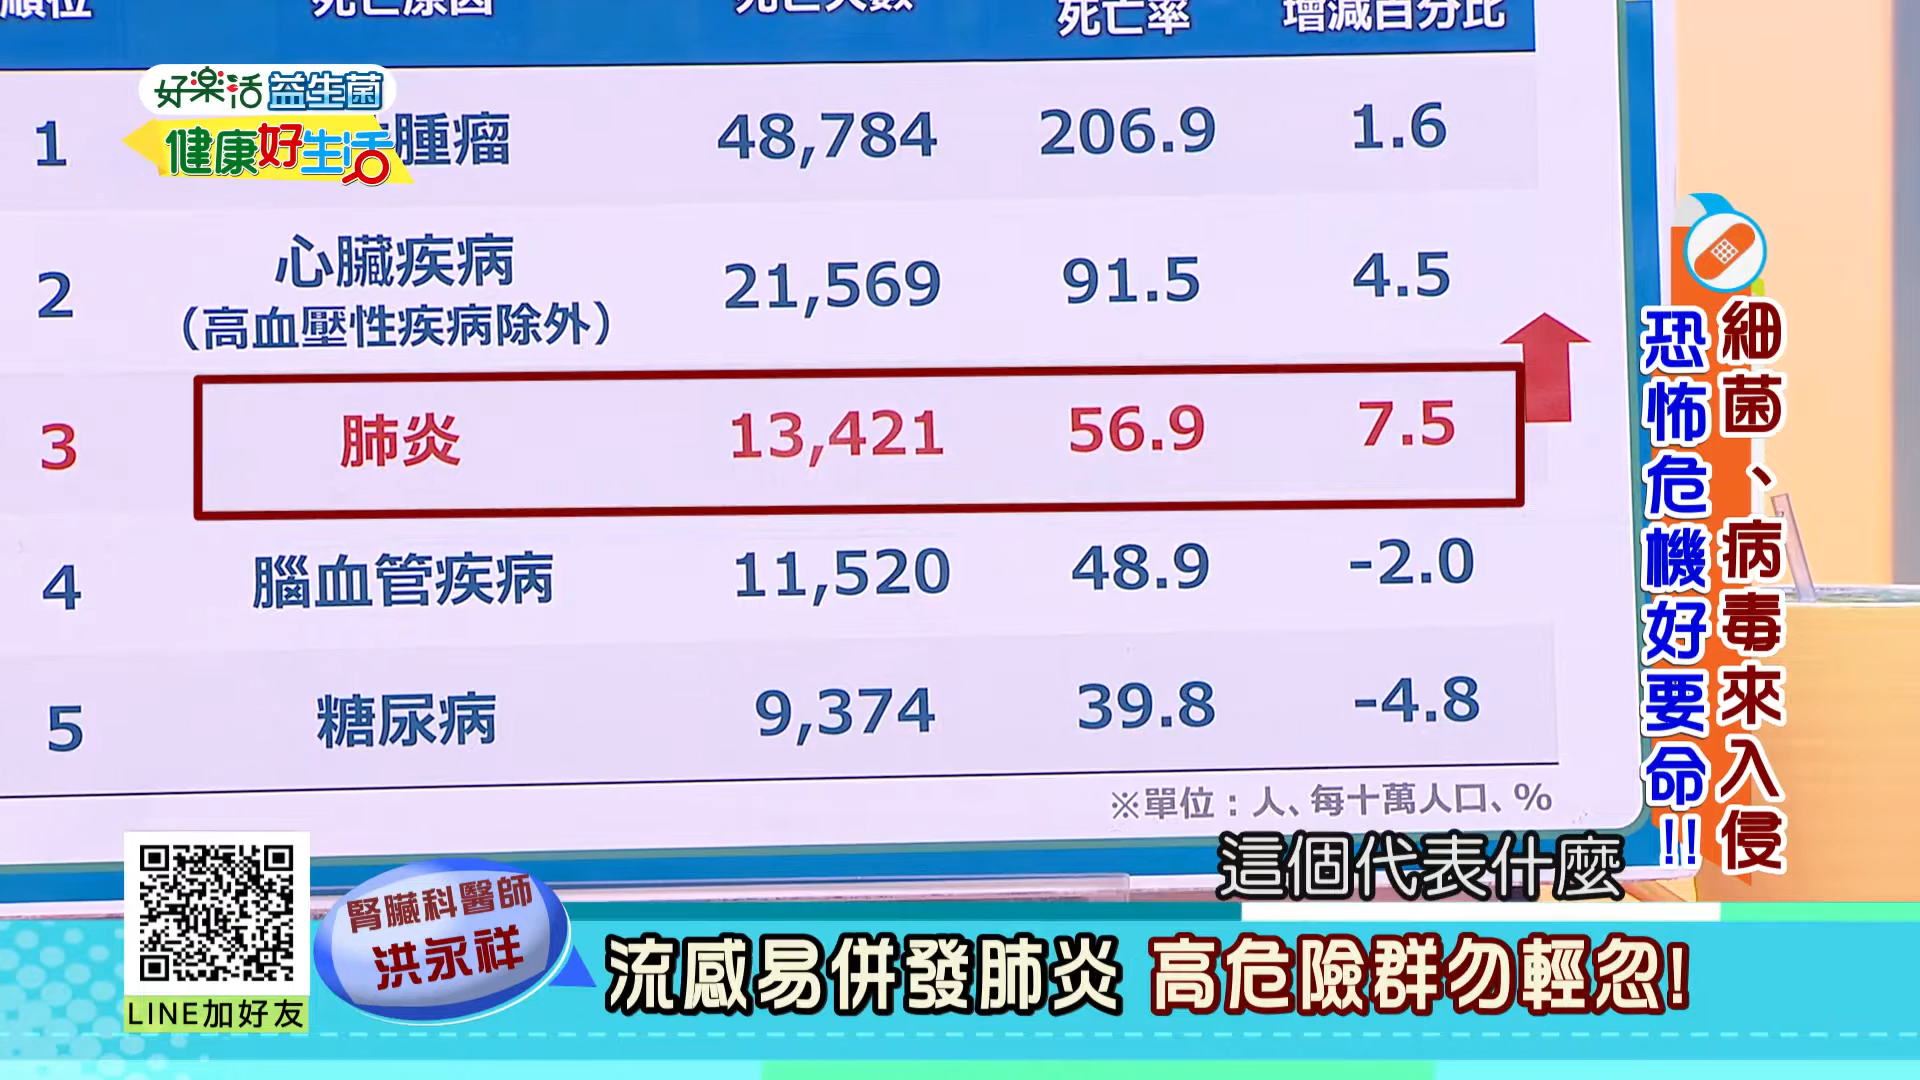 順位 死亡原因 死亡人數 死亡率 增減百分比
好樂活益生菌
健康好生活
1 腫瘤 48,784 206.9 1.6
2 心臟疾病 21,569 91.5 4.5
（高血壓性疾病除外）
3 肺炎 13,421 56.9 7.5
4 腦血管疾病 11,520 48.9 -2.0
5 糖尿病 9,374 39.8 -4.8
※單位：人、每十萬人口、%
細菌、病毒來入侵
恐怖危機好要命!!
這個代表什麼
腎臟科醫師
洪永祥
流感易併發肺炎 高危險群勿輕忽!
LINE加好友